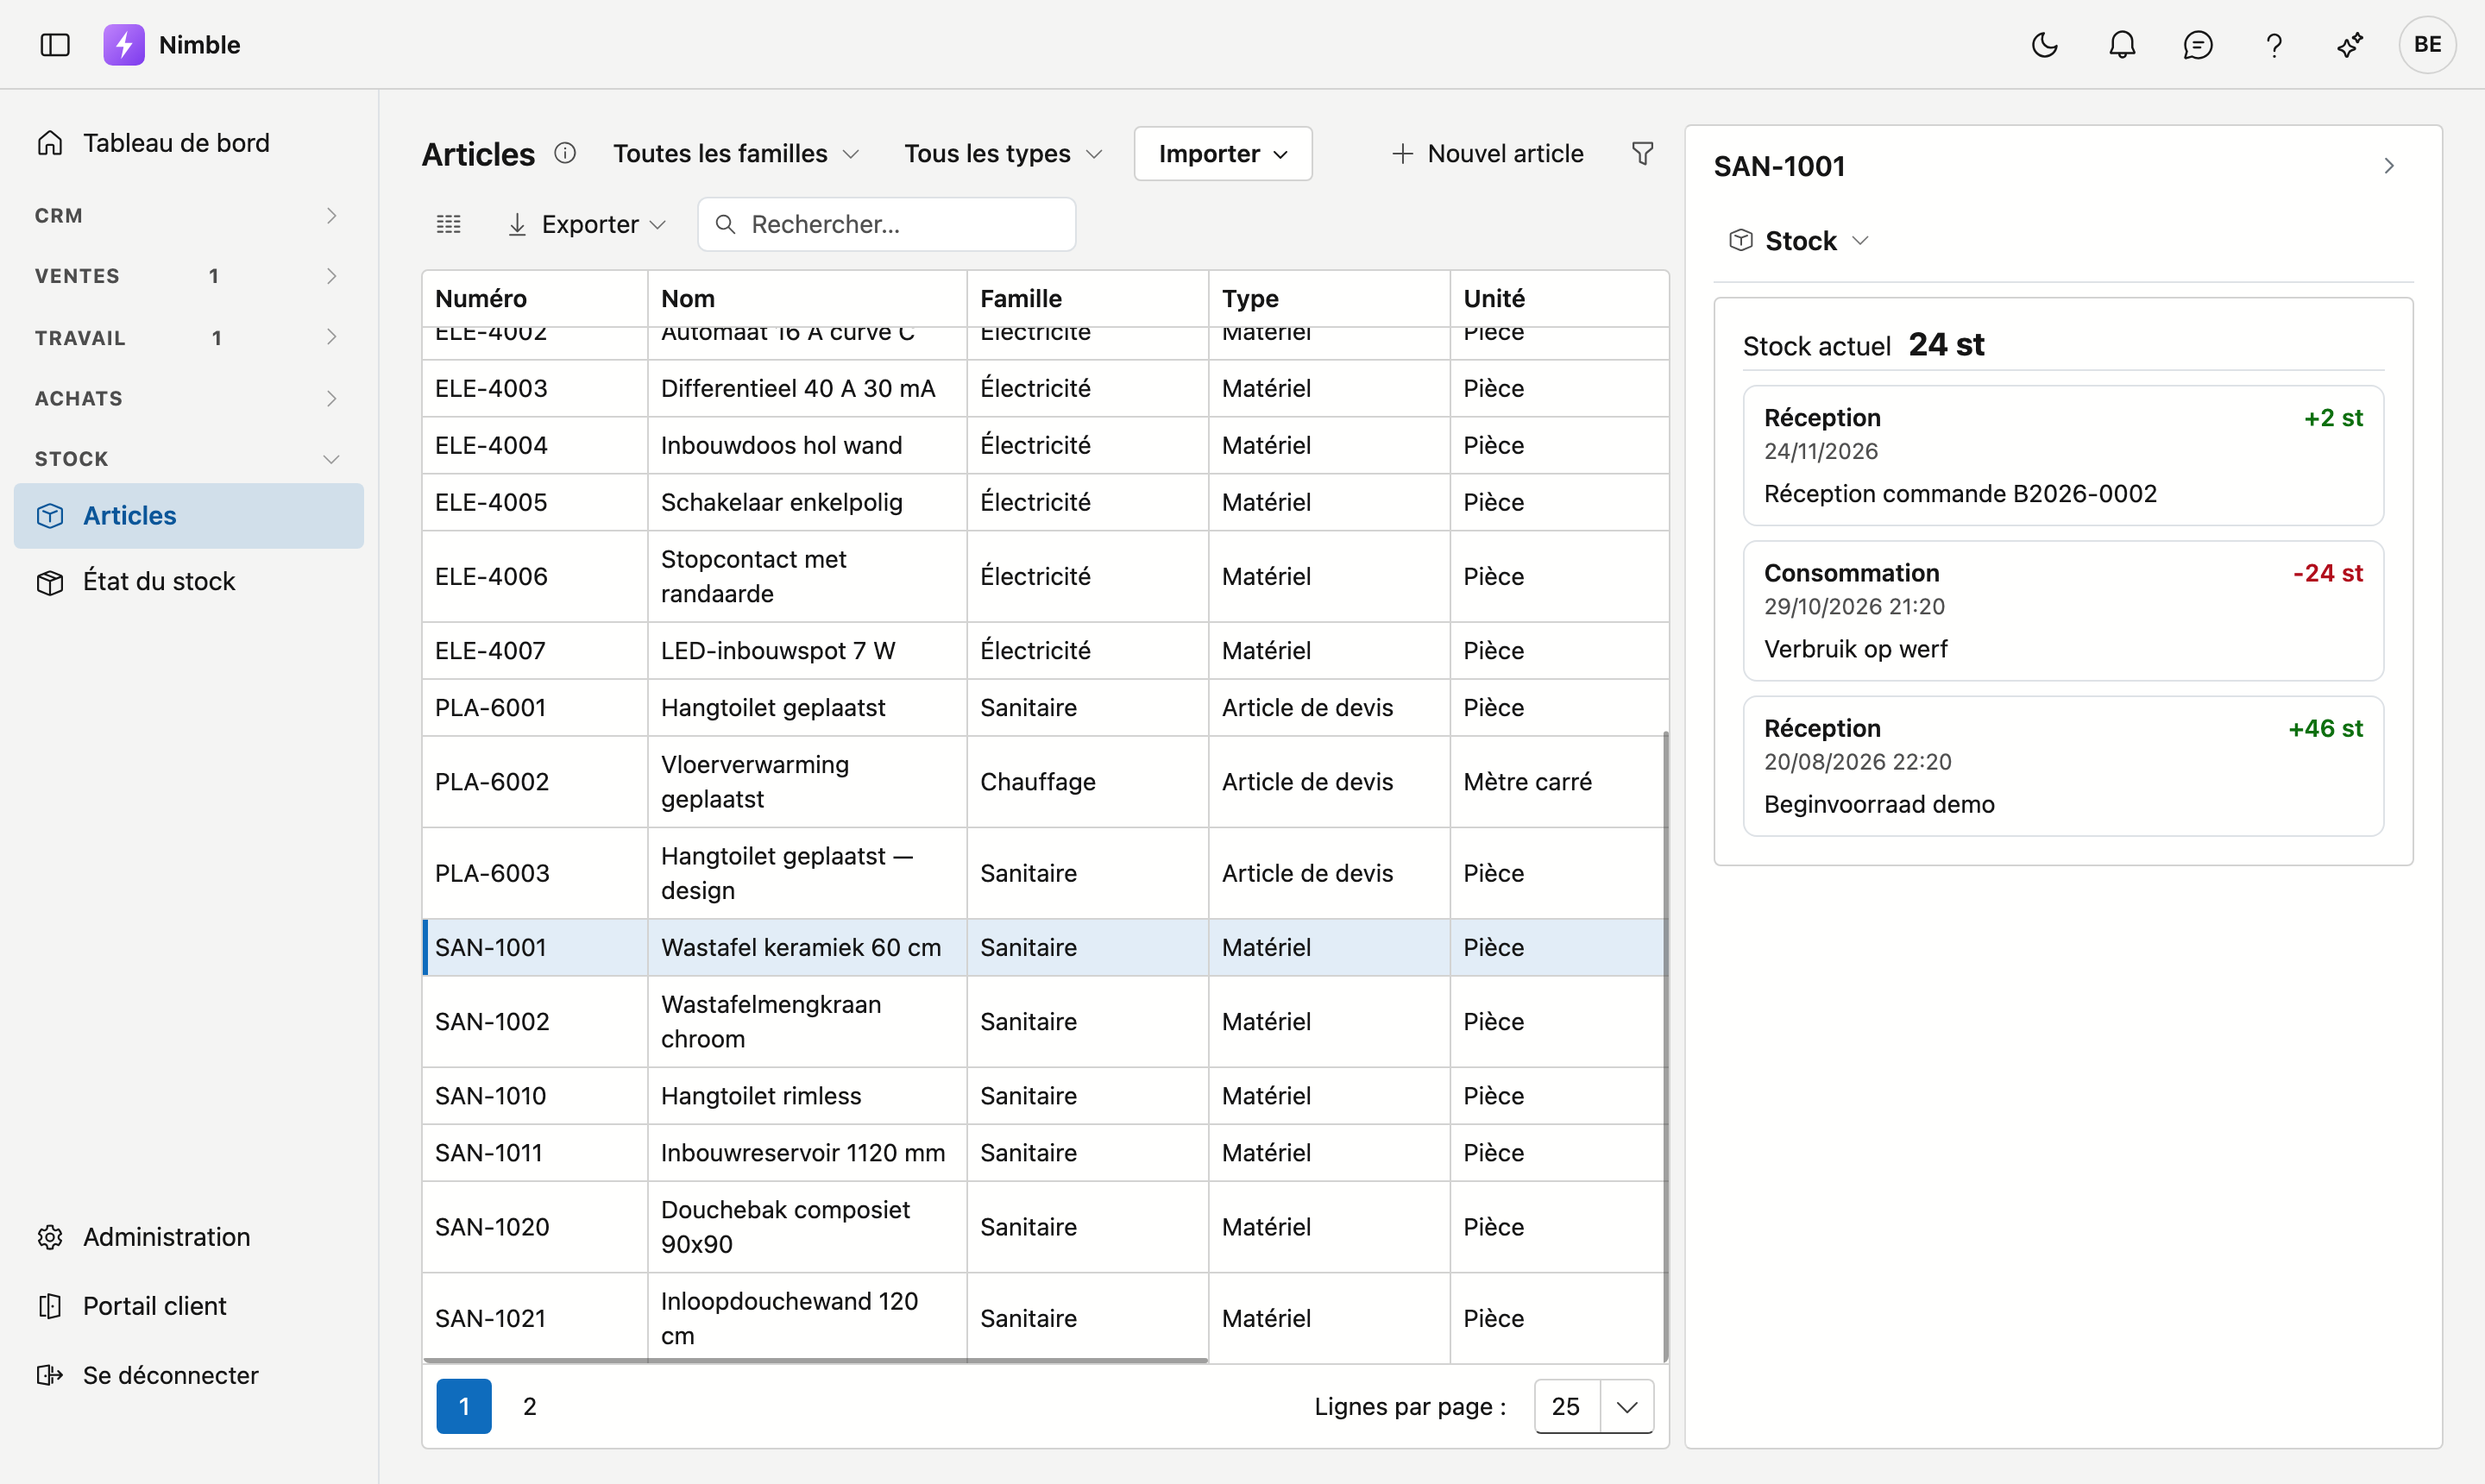 Nimble
BE
Tableau de bord
CRM
VENTES 1
TRAVAIL 1
ACHATS
STOCK
Articles
État du stock
Administration
Portail client
Se déconnecter
Articles Toutes les familles Tous les types Importer Nouvel article
Exporter Rechercher...
Numéro Nom Famille Type Unité
ELE-4002 Automaat 16 A curve C Électricité Matériel Pièce
ELE-4003 Differentieel 40 A 30 mA Électricité Matériel Pièce
ELE-4004 Inbouwdoos hol wand Électricité Matériel Pièce
ELE-4005 Schakelaar enkelpolig Électricité Matériel Pièce
ELE-4006 Stopcontact met randaarde Électricité Matériel Pièce
ELE-4007 LED-inbouwspot 7 W Électricité Matériel Pièce
PLA-6001 Hangtoilet geplaatst Sanitaire Article de devis Pièce
PLA-6002 Vloerverwarming geplaatst Chauffage Article de devis Mètre carré
PLA-6003 Hangtoilet geplaatst — design Sanitaire Article de devis Pièce
SAN-1001 Wastafel keramiek 60 cm Sanitaire Matériel Pièce
SAN-1002 Wastafelmengkraan chroom Sanitaire Matériel Pièce
SAN-1010 Hangtoilet rimless Sanitaire Matériel Pièce
SAN-1011 Inbouwreservoir 1120 mm Sanitaire Matériel Pièce
SAN-1020 Douchebak composiet 90x90 Sanitaire Matériel Pièce
SAN-1021 Inloopdouchewand 120 cm Sanitaire Matériel Pièce
1 2 Lignes par page : 25
SAN-1001
Stock
Stock actuel 24 st
Réception +2 st
24/11/2026
Réception commande B2026-0002
Consommation -24 st
29/10/2026 21:20
Verbruik op werf
Réception +46 st
20/08/2026 22:20
Beginvoorraad demo